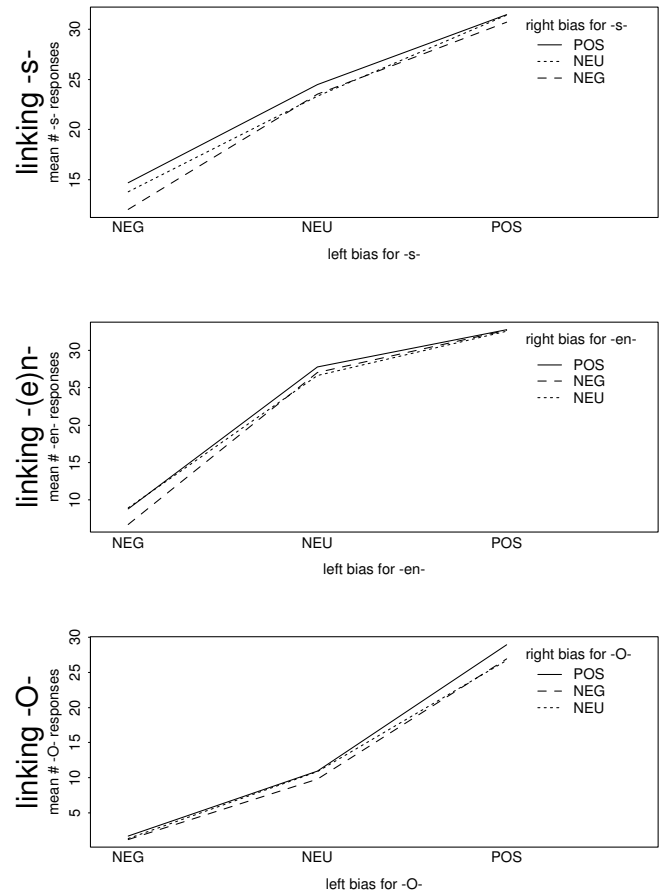 linking -s-
mean # -s- responses
30
25
20
15
right bias for -s-
POS
NEU
NEG
NEG NEU POS
left bias for -s-
linking -(e)n-
mean # -en- responses
30
25
20
15
10
right bias for -en-
POS
NEG
NEU
NEG NEU POS
left bias for -en-
linking -O-
mean # -O- responses
30
25
20
15
10
5
right bias for -O-
POS
NEG
NEU
NEG NEU POS
left bias for -O-